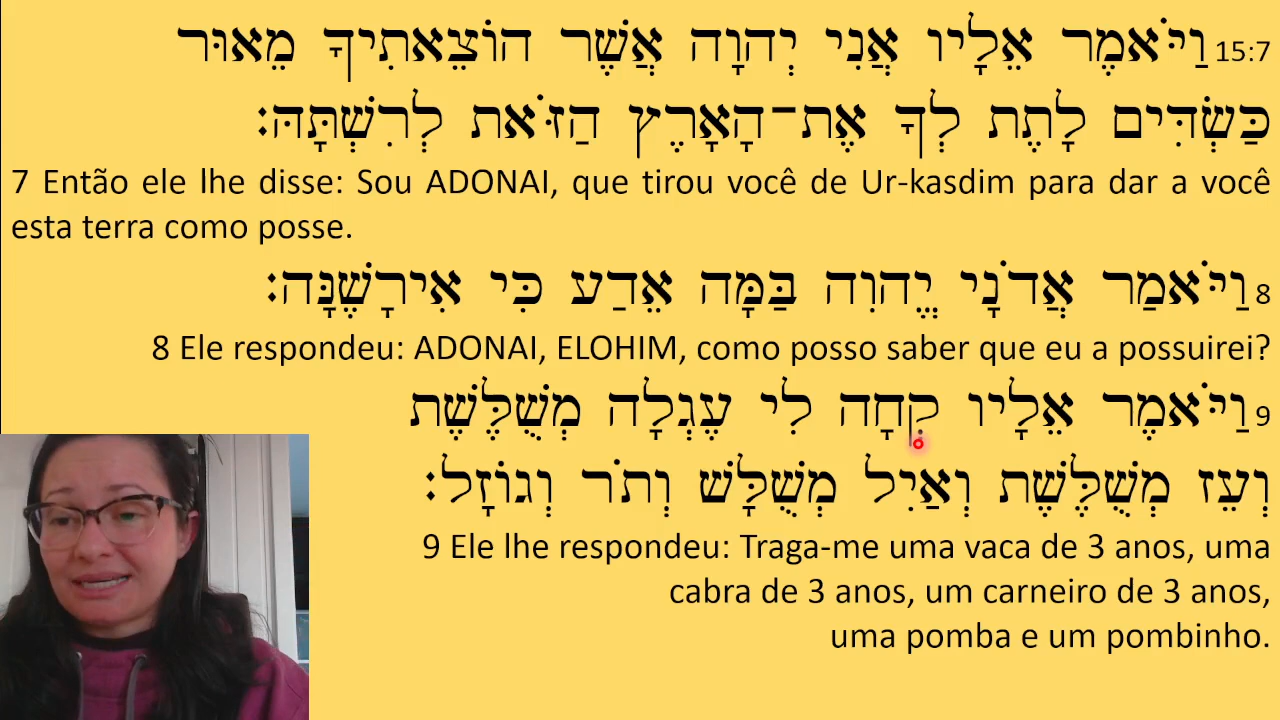 15:7 וַיֹּאמֶר אֵלָיו אֲנִי יְהוָה אֲשֶׁר הוֹצֵאתִיךָ מֵאוּר
כַּשְׂדִּים לָתֶת לְךָ אֶת־הָאָרֶץ הַזֹּאת לְרִשְׁתָּהּ׃
7 Então ele lhe disse: Sou ADONAI, que tirou você de Ur-kasdim para dar a você
esta terra como posse.
8 וַיֹּאמַר אֲדֹנָי יֱהוִה בַּמָּה אֵדַע כִּי אִירָשֶׁנָּה׃
8 Ele respondeu: ADONAI, ELOHIM, como posso saber que eu a possuirei?
9 וַיֹּאמֶר אֵלָיו קְחָה לִי עֶגְלָה מְשֻׁלֶּשֶׁת
וְעֵז מְשֻׁלֶּשֶׁת וְאַיִל מְשֻׁלָּשׁ וְתֹר וְגוֹזָל׃
9 Ele lhe respondeu: Traga-me uma vaca de 3 anos, uma
cabra de 3 anos, um carneiro de 3 anos,
uma pomba e um pombinho.